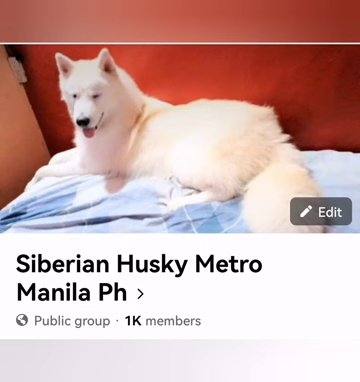 Edit
Siberian Husky Metro
Manila Ph >
Public group · 1K members